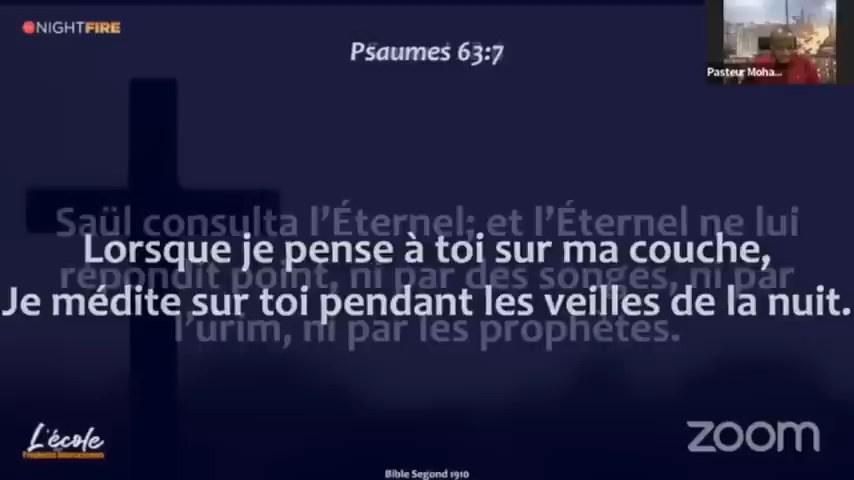 NIGHTFIRE
Psaumes 63:7
Pasteur Moha...
Saül consulta l'Éternel; et l'Éternel ne lui
répondit point, ni par des songes, ni par
l'urim, ni par les prophètes.
Lorsque je pense à toi sur ma couche,
Je médite sur toi pendant les veilles de la nuit.
L'école
zoom
Bible Segond 1910